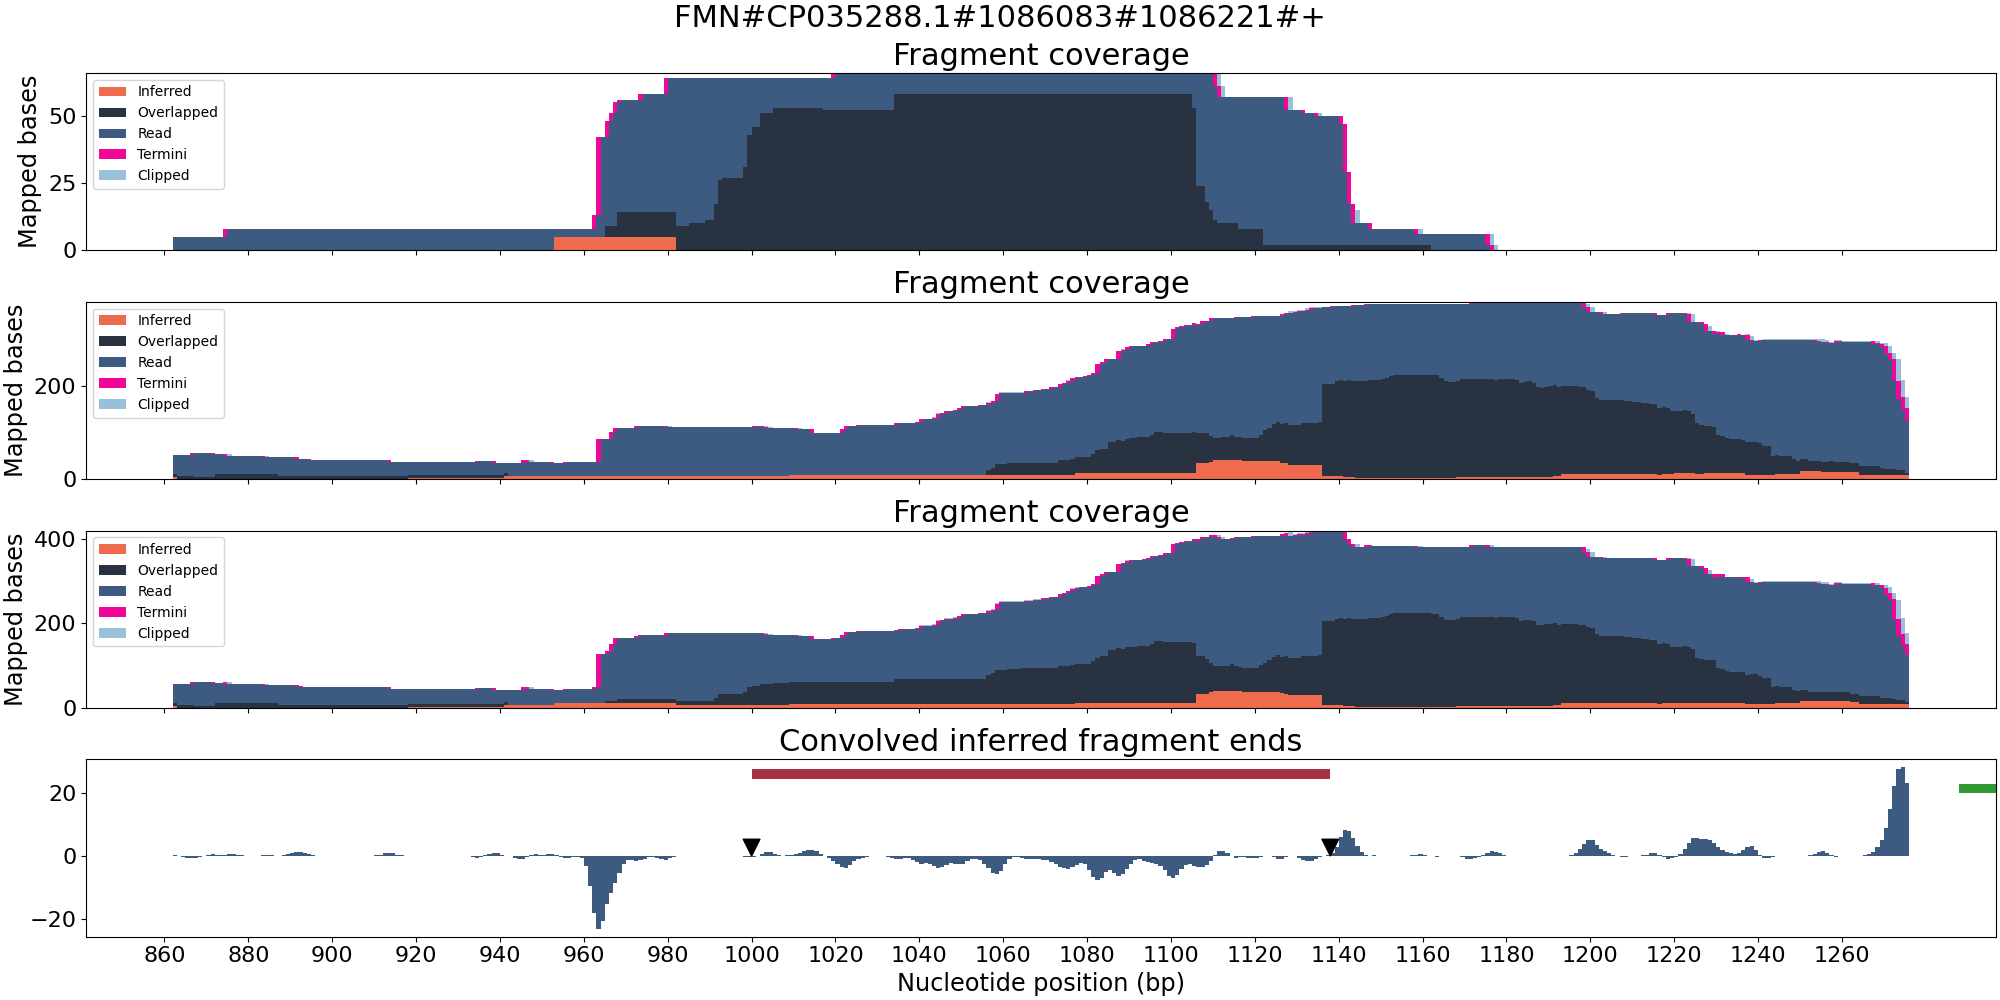 FMN#CP035288.1#1086083#1086221#+
Fragment coverage
Mapped bases
50
25
0
Inferred
Overlapped
Read
Termini
Clipped
Fragment coverage
Mapped bases
200
0
Inferred
Overlapped
Read
Termini
Clipped
Fragment coverage
Mapped bases
400
200
0
Inferred
Overlapped
Read
Termini
Clipped
Convolved inferred fragment ends
20
0
−20
860 880 900 920 940 960 980 1000 1020 1040 1060 1080 1100 1120 1140 1160 1180 1200 1220 1240 1260
Nucleotide position (bp)